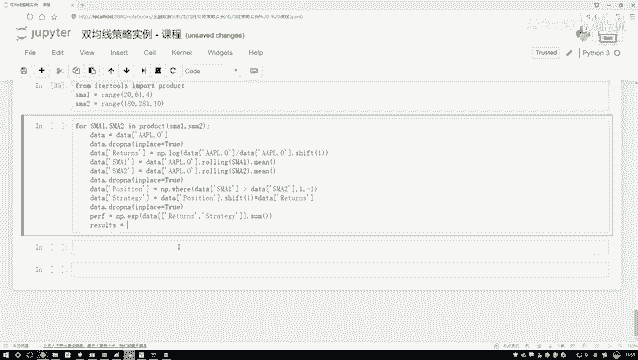 jupyter 双均线策略实例 - 课程 (unsaved changes)
File Edit View Insert Cell Kernel Widgets Help
Trusted Python 3
Code
from itertools import product
sma1 = range(20,61,4)
sma2 = range(180,281,10)
In [ ]: for SMA1,SMA2 in product(sma1,sma2):
data = data['AAPL.O']
data.dropna(inplace=True)
data['Returns'] = np.log(data['AAPL.O']/data['AAPL.O'].shift(1))
data['SMA1'] = data['AAPL.O'].rolling(SMA1).mean()
data['SMA2'] = data['AAPL.O'].rolling(SMA2).mean()
data.dropna(inplace=True)
data['Position'] = np.where(data['SMA1'] > data['SMA2'],1,-1)
data['Strategy'] = data['Position'].shift(1)*data['Returns']
data.dropna(inplace=True)
perf = np.exp(data[['Returns','Strategy']].sum())
results =
In [ ]:
In [ ]: